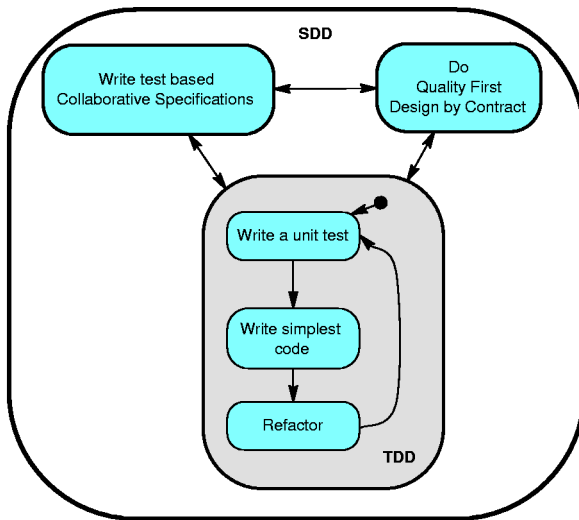 SDD
Write test based
Collaborative Specifications
Do
Quality First
Design by Contract
Write a unit test
Write simplest
code
Refactor
TDD